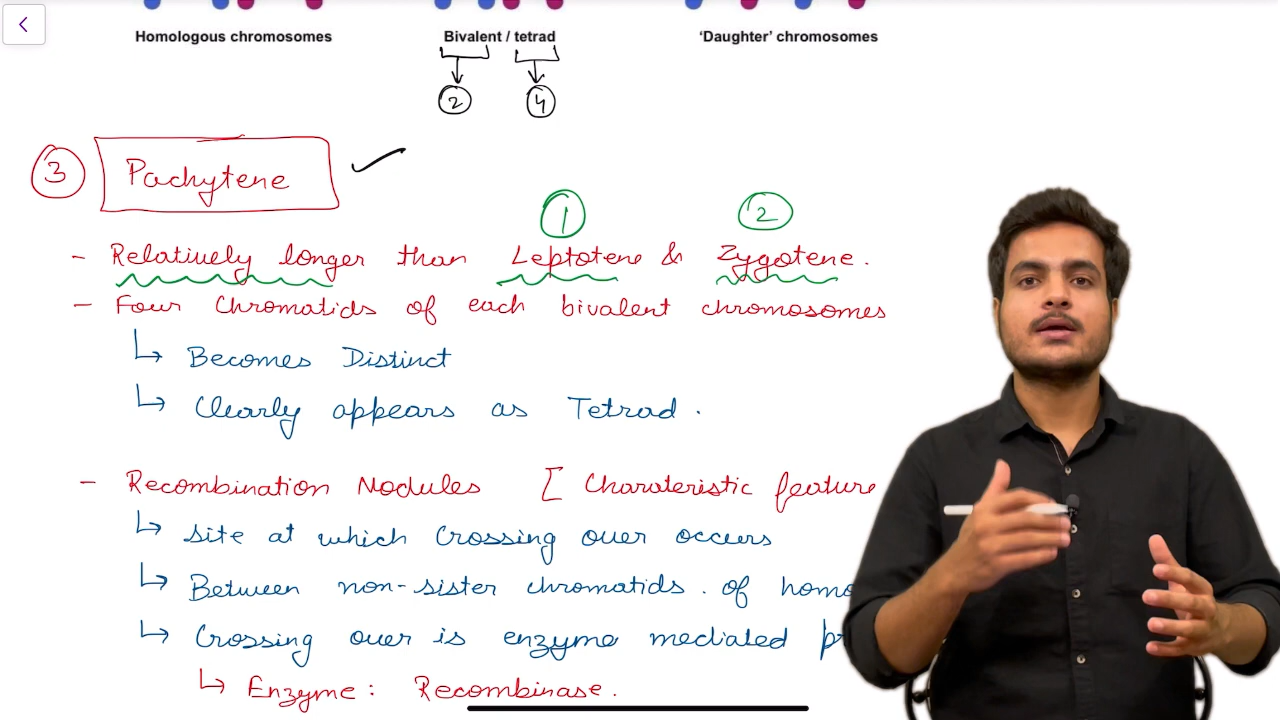 Homologous chromosomes Bivalent / tetrad 'Daughter' chromosomes
2 4
3 Pachytene
1 2
- Relatively longer than Leptotene & Zygotene.
- Four Chromatids of each bivalent chromosomes
↳ Becomes Distinct
↳ Clearly appears as Tetrad.
- Recombination Nodules [ Charateristic feature
↳ Site at which Crossing over occurs
↳ Between non-sister chromatids. of homo
↳ Crossing over is enzyme mediated
↳ Enzyme: Recombinase.